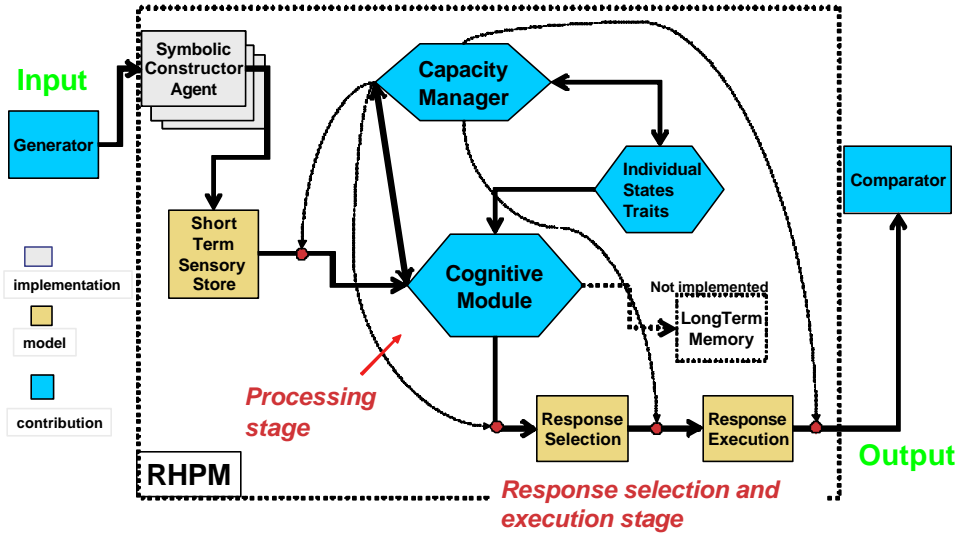 Input
Generator
Symbolic
Constructor
Agent
Short
Term
Sensory
Store
Capacity
Manager
Individual
States
Traits
Comparator
Cognitive
Module
Not implemented
LongTerm
Memory
implementation
model
contribution
Processing
stage
Response
Selection
Response
Execution
Output
RHPM
Response selection and
execution stage